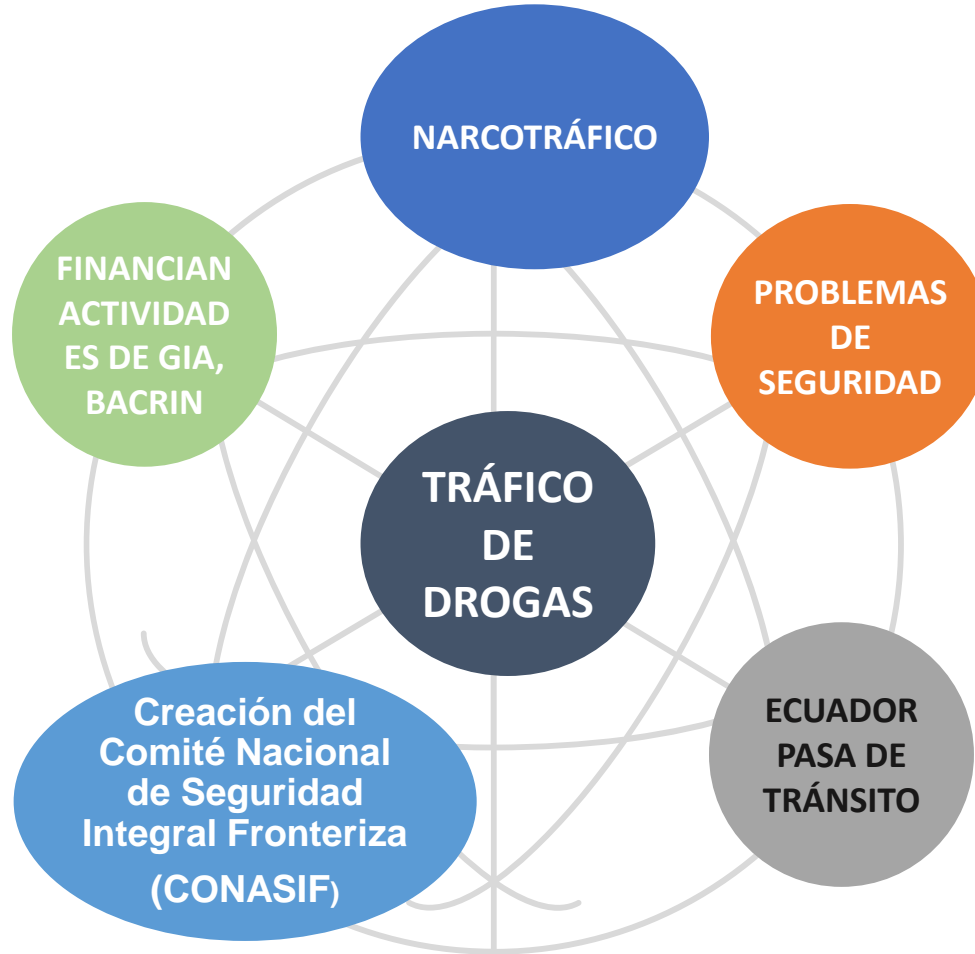 NARCOTRÁFICO
FINANCIAN
ACTIVIDAD
ES DE GIA,
BACRIN
PROBLEMAS
DE
SEGURIDAD
TRÁFICO
DE
DROGAS
Creación del
Comité Nacional
de Seguridad
Integral Fronteriza
(CONASIF)
ECUADOR
PASA DE
TRÁNSITO